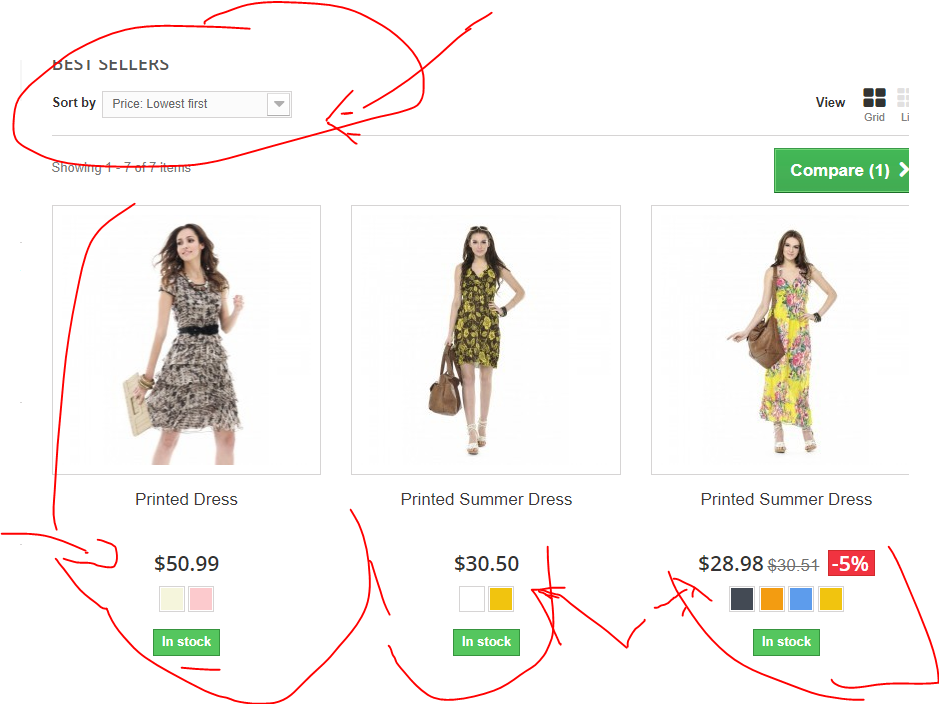 BEST SELLERS
Sort by Price: Lowest first View
Grid Li
Showing 1 - 7 of 7 items
Compare (1)
Printed Dress Printed Summer Dress Printed Summer Dress
$50.99 $30.50 $28.98 $30.51 -5%
In stock In stock In stock